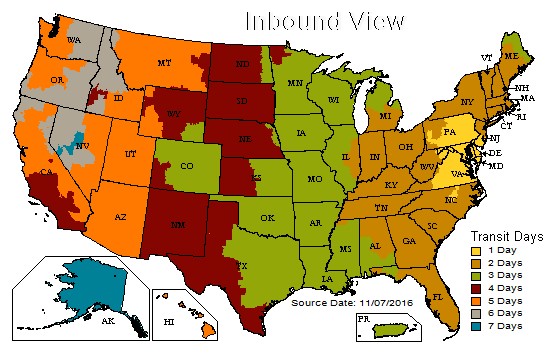 Inbound View
WA
OR
CA
NV
ID
MT
WY
UT
AZ
CO
NM
ND
SD
NE
KS
OK
TX
MN
IA
MO
AR
LA
WI
IL
MI
IN
OH
KY
TN
MS
AL
GA
FL
SC
NC
VA
WV
PA
NY
VT
ME
NH
MA
RI
CT
NJ
DE
MD
AK
HI
PR
Source Date: 11/07/2016
Transit Days
1 Day
2 Days
3 Days
4 Days
5 Days
6 Days
7 Days